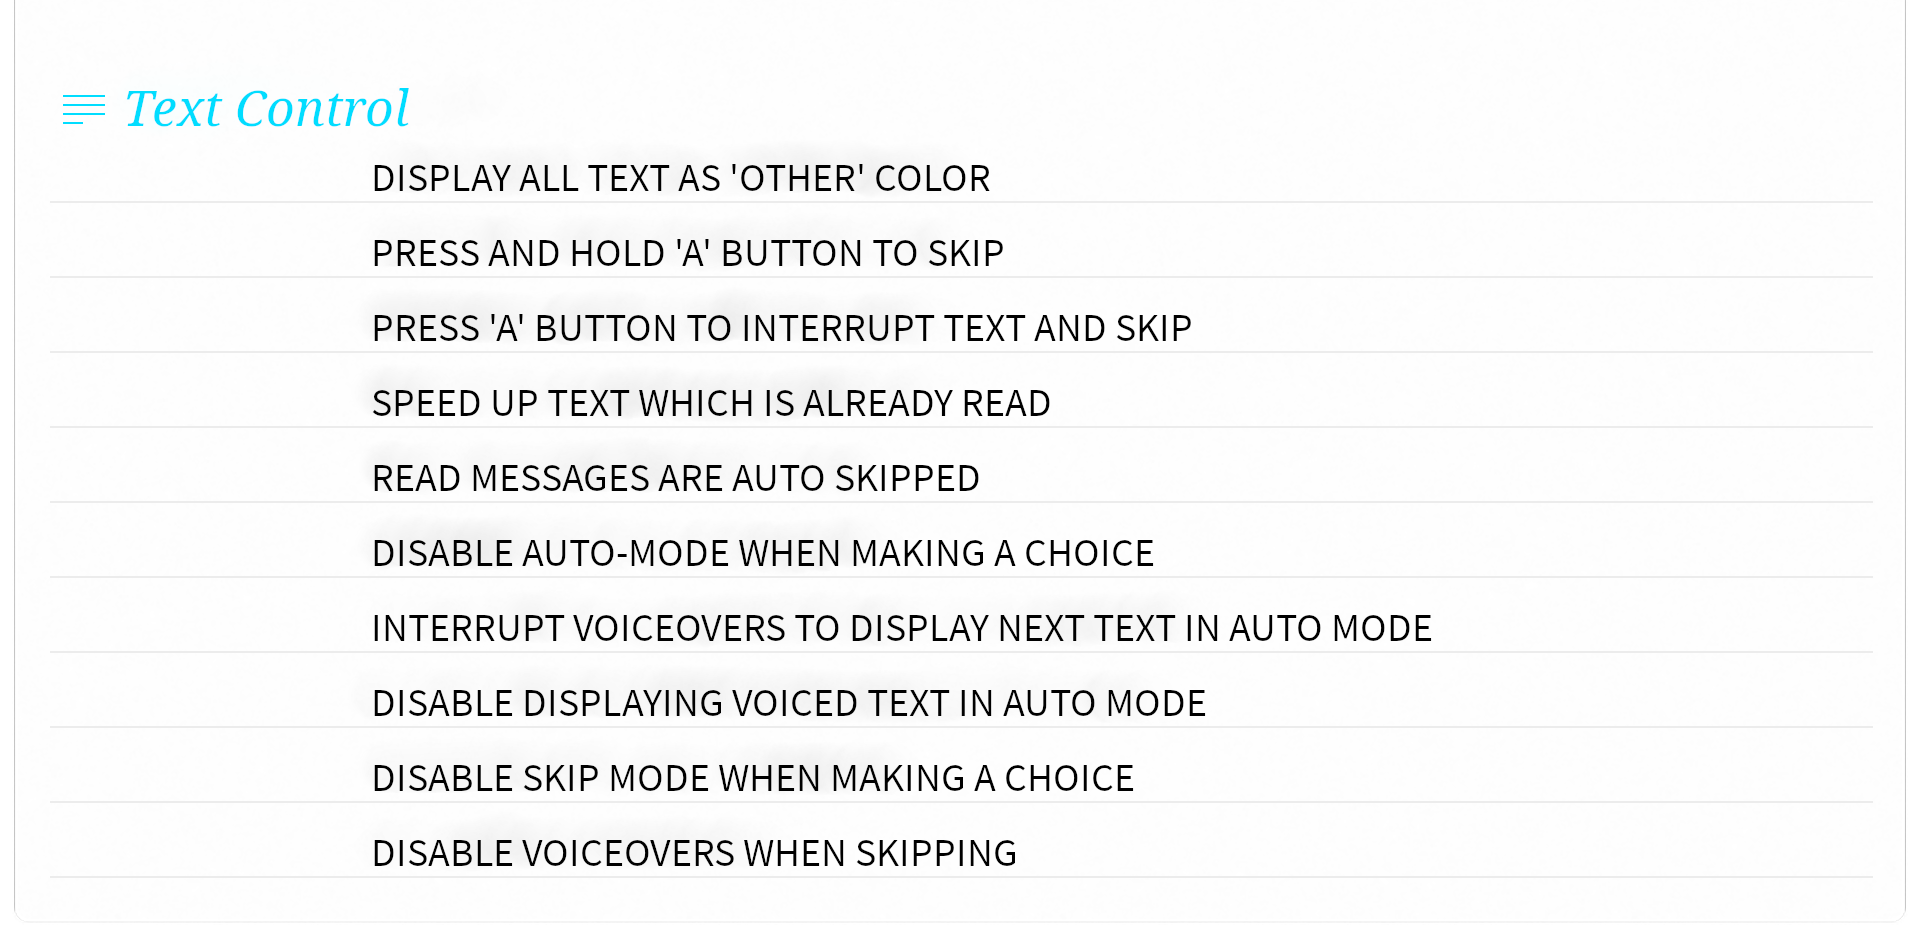 Text Control
DISPLAY ALL TEXT AS 'OTHER' COLOR
PRESS AND HOLD 'A' BUTTON TO SKIP
PRESS 'A' BUTTON TO INTERRUPT TEXT AND SKIP
SPEED UP TEXT WHICH IS ALREADY READ
READ MESSAGES ARE AUTO SKIPPED
DISABLE AUTO-MODE WHEN MAKING A CHOICE
INTERRUPT VOICEOVERS TO DISPLAY NEXT TEXT IN AUTO MODE
DISABLE DISPLAYING VOICED TEXT IN AUTO MODE
DISABLE SKIP MODE WHEN MAKING A CHOICE
DISABLE VOICEOVERS WHEN SKIPPING